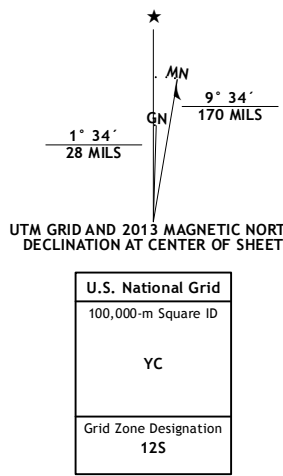 MN
GN
9° 34´
170 MILS
1° 34´
28 MILS
UTM GRID AND 2013 MAGNETIC NORT
DECLINATION AT CENTER OF SHEET
U.S. National Grid
100,000-m Square ID
YC
Grid Zone Designation
12S